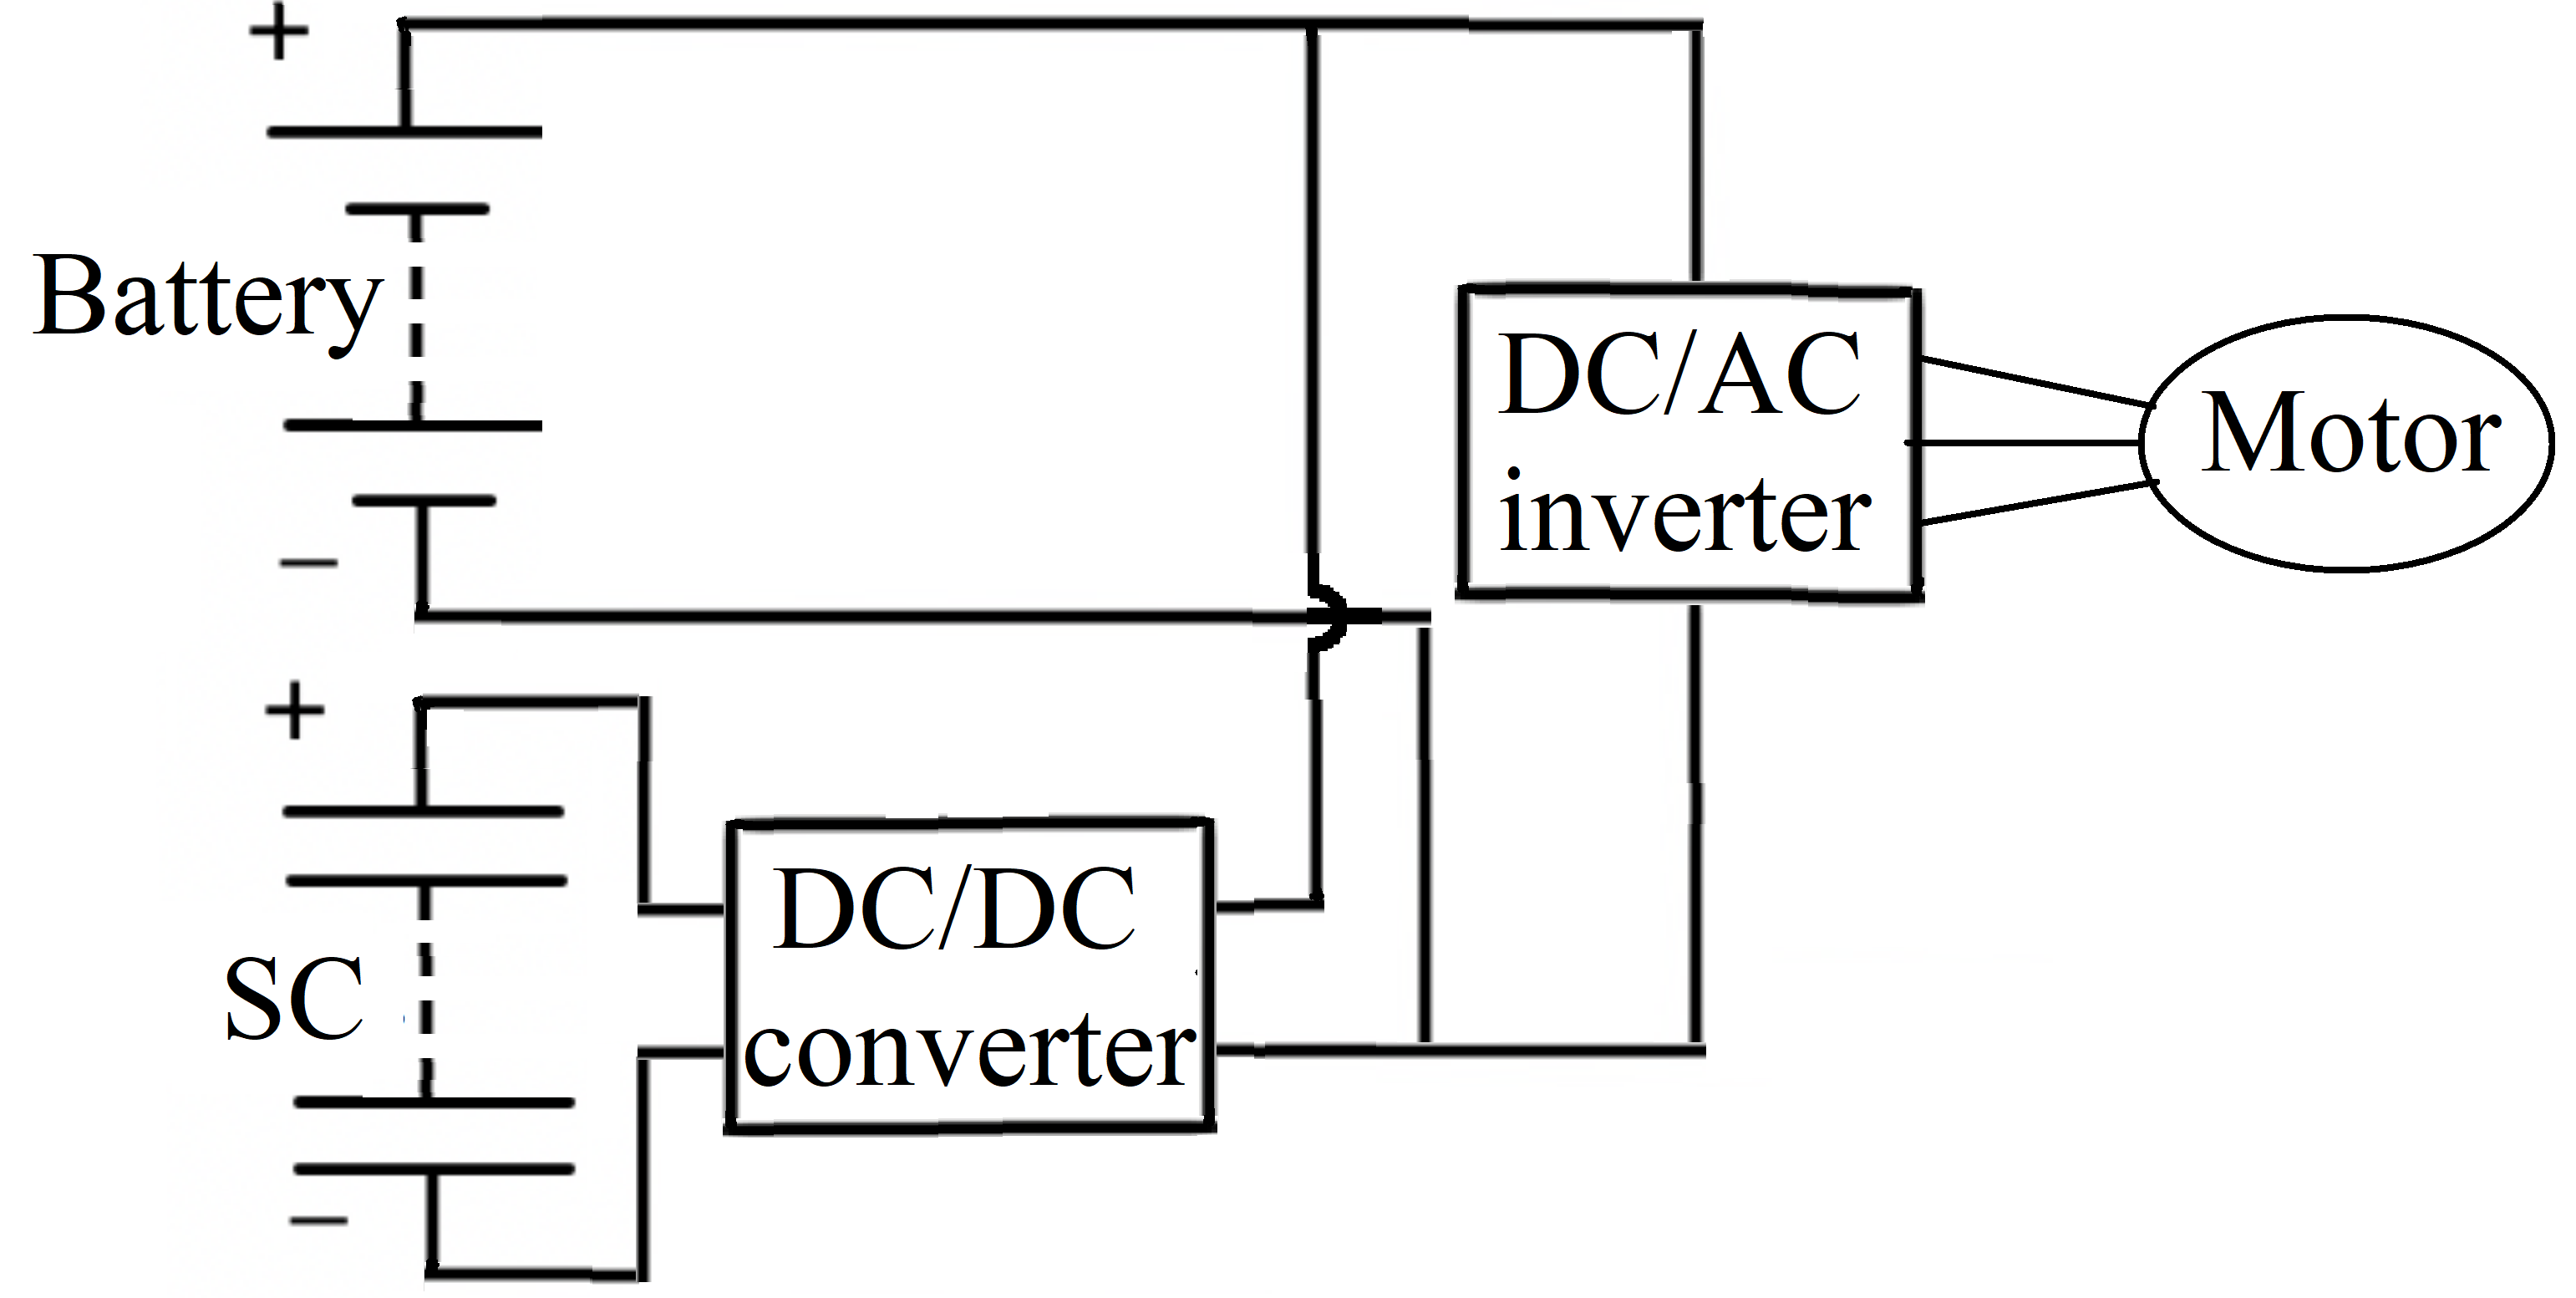 +
Battery
−
DC/AC
inverter
Motor
+
SC
−
DC/DC
converter